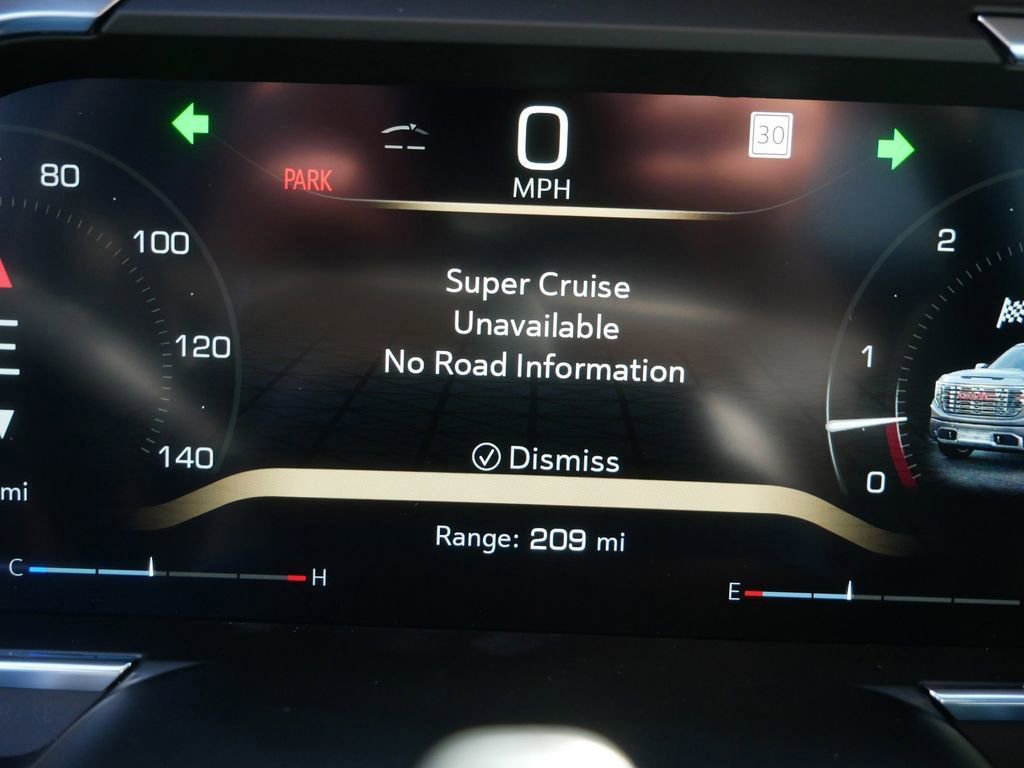 0
30
MPH
PARK
80
100
120
140
2
1
0
Super Cruise
Unavailable
No Road Information
Dismiss
Range: 209 mi
mi
C
H
E
GMC